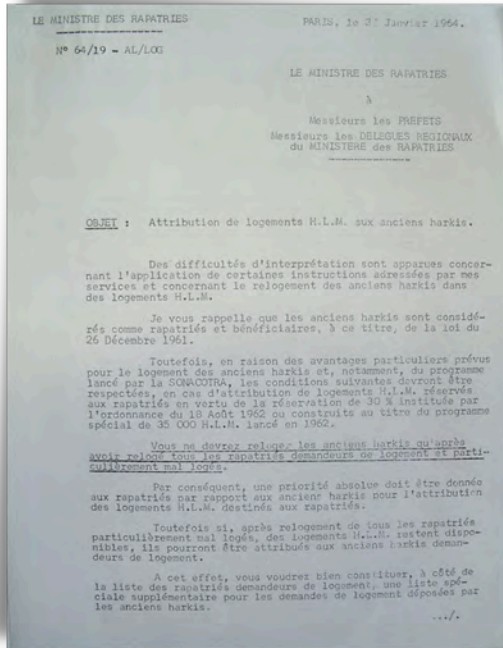 LE MINISTRE DES RAPATRIES
PARIS, le Janvier 1964.
N° 64/19 - AL/LOG
LE MINISTRE DES RAPATRIES
à
Messieurs les PREFETS
Messieurs les DELEGUES REGIONAUX
du MINISTERE des RAPATRIES
OBJET : Attribution de logements H.L.M. aux anciens harkis.
Des difficultés d'interprétation sont apparues concer-
nant l'application de certaines instructions adressées par mes
services et concernant le relogement des anciens harkis dans
des logements H.L.M.
Je vous rappelle que les anciens harkis sont considé-
rés comme rapatriés et bénéficiaires, à ce titre, de la loi du
26 Décembre 1961.
Toutefois, en raison des avantages particuliers prévus
pour le logement des anciens harkis et, notamment, du programme
lancé par la SONACOTRA, les conditions suivantes devront être
respectées, en cas d'attribution de logements H.L.M. réservés
aux rapatriés en vertu de la réservation de 30 % instituée par
l'ordonnance du 18 Août 1962 ou construits au titre du programme
spécial de 35 000 H.L.M. lancé en 1962.
Vous ne devrez reloger les anciens harkis qu'après
avoir relogé tous les rapatriés demandeurs de logement et parti-
culièrement mal logés.
Par conséquent, une priorité absolue doit être donnée
aux rapatriés par rapport aux anciens harkis pour l'attribution
des logements H.L.M. destinés aux rapatriés.
Toutefois si, après relogement de tous les rapatriés
particulièrement mal logés, des logements H.L.M. restent dispo-
nibles, ils pourront être attribués aux anciens harkis deman-
deurs de logement.
A cet effet, vous voudrez bien constituer, à côté de
la liste des rapatriés demandeurs de logement, une liste spé-
ciale supplémentaire pour les demandes de logement déposées par
les anciens harkis.
.../.